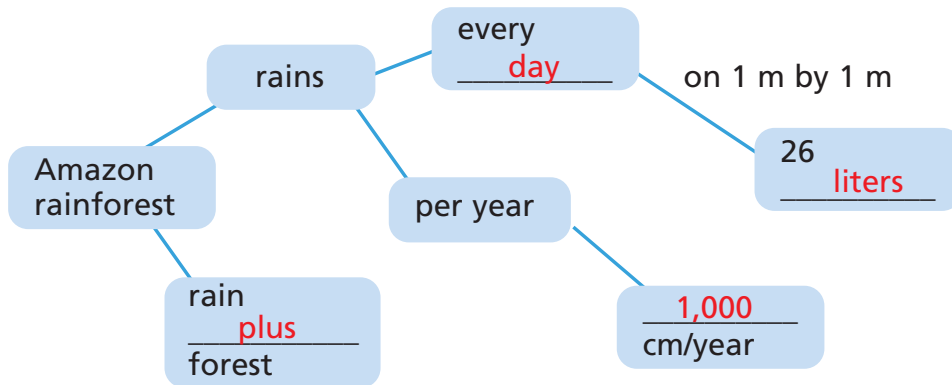 every
day
rains
on 1 m by 1 m
26
liters
Amazon
rainforest
per year
rain
plus
forest
1,000
cm/year